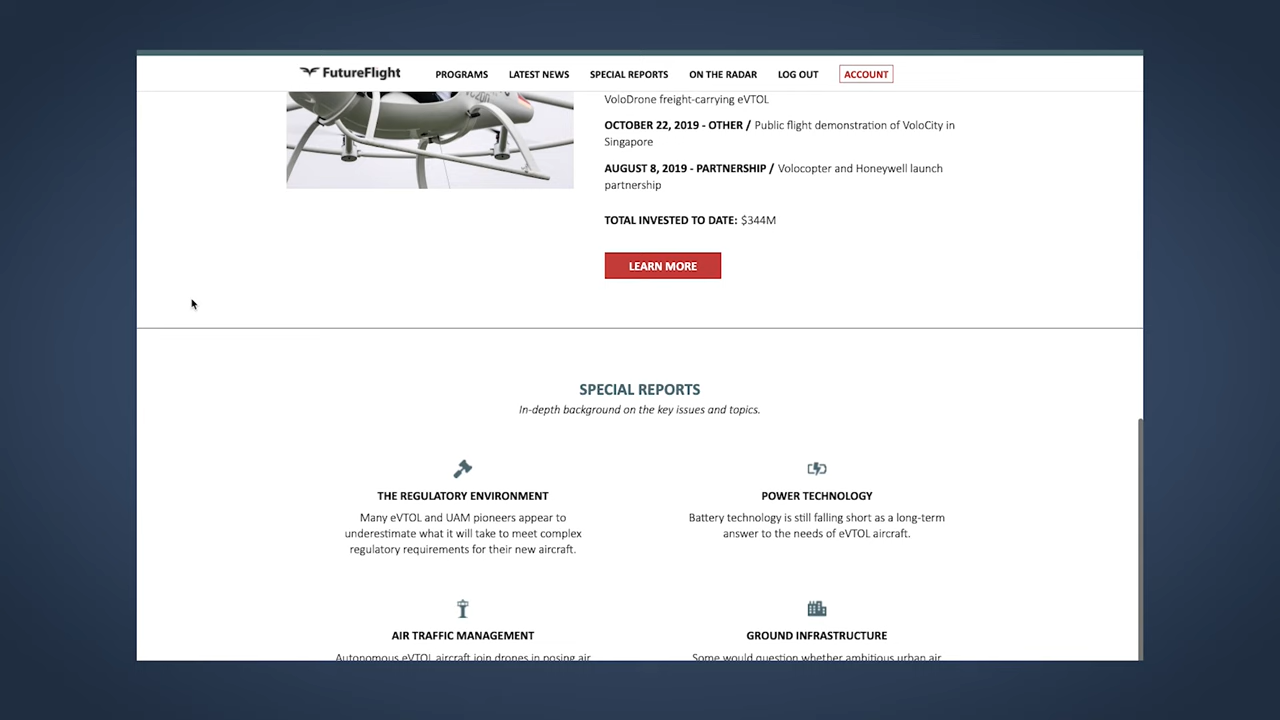 FutureFlight
PROGRAMS
LATEST NEWS
SPECIAL REPORTS
ON THE RADAR
LOG OUT
ACCOUNT
VoloDrone freight-carrying eVTOL
OCTOBER 22, 2019 - OTHER / Public flight demonstration of VoloCity in
Singapore
AUGUST 8, 2019 - PARTNERSHIP / Volocopter and Honeywell launch
partnership
TOTAL INVESTED TO DATE: $344M
LEARN MORE
SPECIAL REPORTS
In-depth background on the key issues and topics.
THE REGULATORY ENVIRONMENT
Many eVTOL and UAM pioneers appear to
underestimate what it will take to meet complex
regulatory requirements for their new aircraft.
POWER TECHNOLOGY
Battery technology is still falling short as a long-term
answer to the needs of eVTOL aircraft.
AIR TRAFFIC MANAGEMENT
Autonomous eVTOL aircraft join drones in posing air
GROUND INFRASTRUCTURE
Some would question whether ambitious urban air